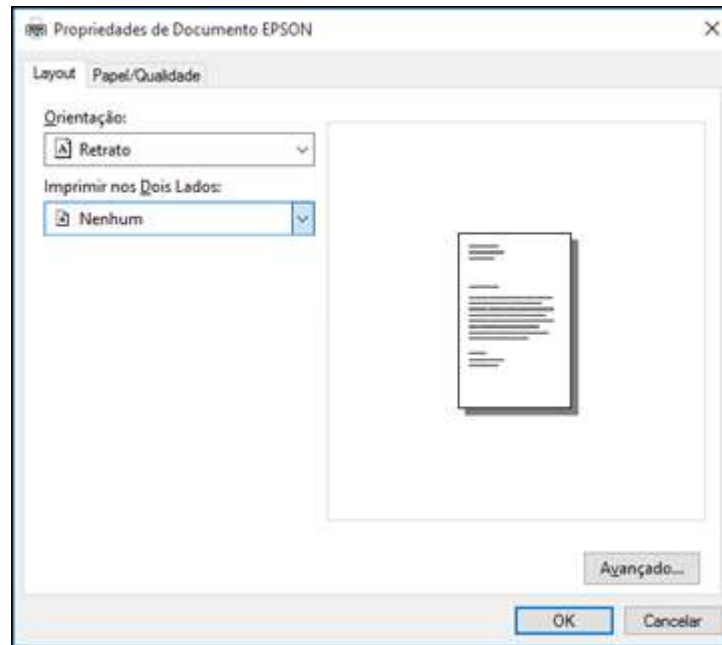 Propriedades de Documento EPSON
Layout
Papel/Qualidade
Orientação:
Retrato
Imprimir nos Dois Lados:
Nenhum
Avançado...
OK
Cancelar